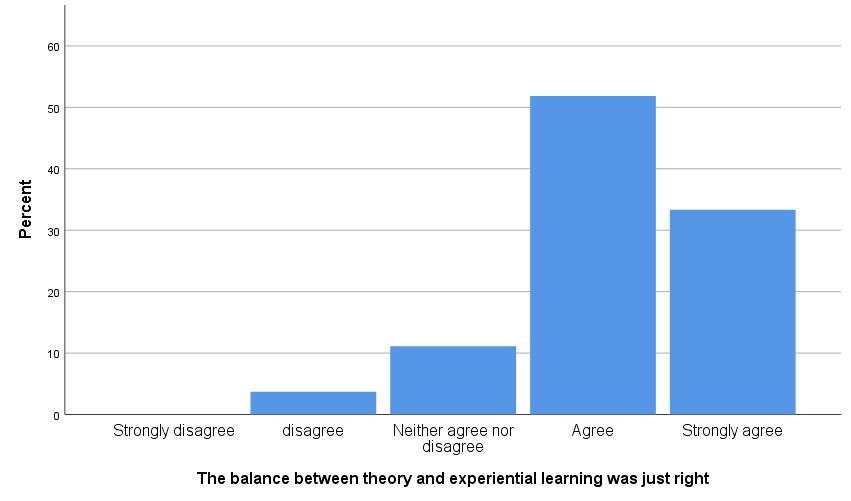 60
50
40
30
20
10
0
Percent
Strongly disagree
disagree
Neither agree nor
disagree
Agree
Strongly agree
The balance between theory and experiential learning was just right